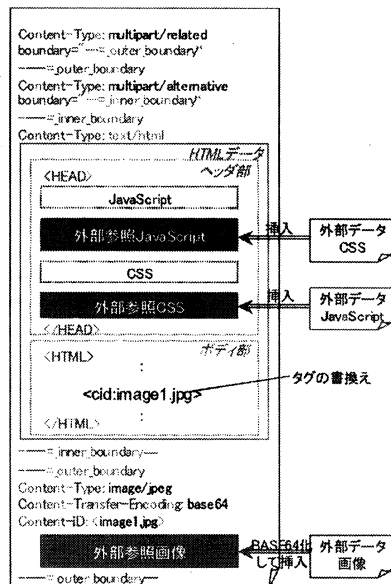 Content-Type: multipart/related
boundary="----=_outer_boundary"
----=_outer_boundary
Content-Type: multipart/alternative
boundary="----=_inner_boundary"
----=_inner_boundary
Content-Type: text/html
HTMLデータ
ヘッダ部
<HEAD>
JavaScript
外部参照JavaScript
挿入
外部データ
CSS
CSS
外部参照CSS
挿入
外部データ
JavaScript
</HEAD>
<HTML>
ボディ部
:
<cid:image1.jpg>
タグの書換え
</HTML>
:
----=_inner_boundary--
----=_outer_boundary
Content-Type: image/jpeg
Content-Transfer-Encoding: base64
Content-ID: <image1.jpg>
外部参照画像
BASE64化
して挿入
外部データ
画像
----=_outer_boundary--